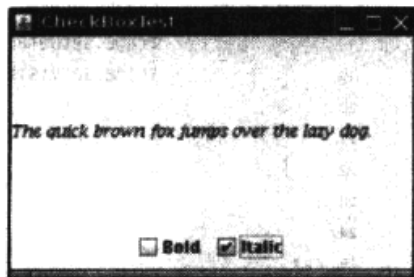 CheckBoxTest
The quick brown fox jumps over the lazy dog.
Bold Italic